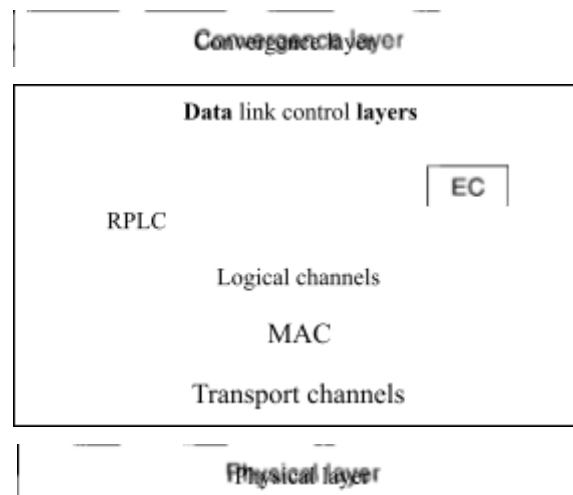 Convergence layer
Data link control layers
EC
RPLC
Logical channels
MAC
Transport channels
Physical layer